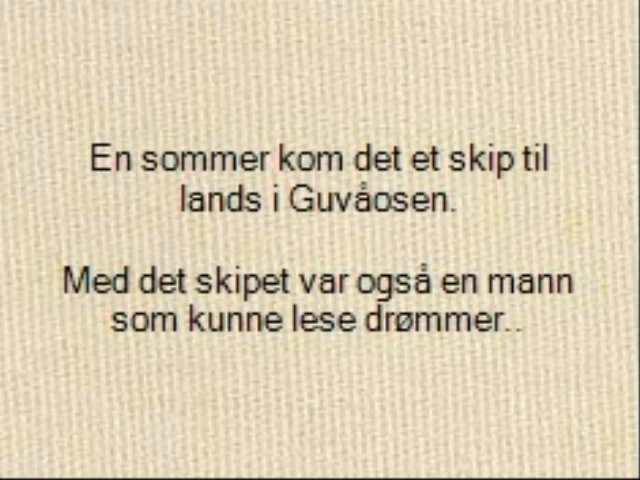 En sommer kom det et skip til
lands i Guvåosen.
Med det skipet var også en mann
som kunne lese drømmer..